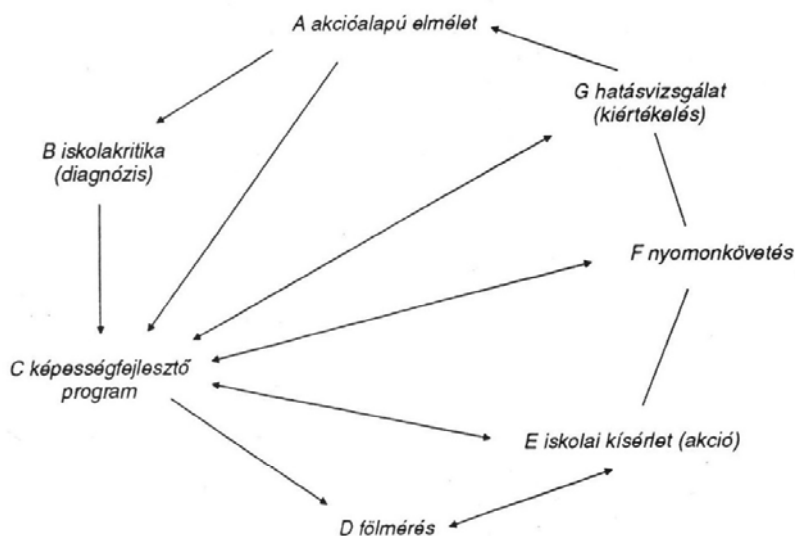 A akcióalapú elmélet
G hatásvizsgálat
(kiértékelés)
B iskolakritika
(diagnózis)
F nyomonkövetés
C képességfejlesztő
program
E iskolai kísérlet (akció)
D fölmérés